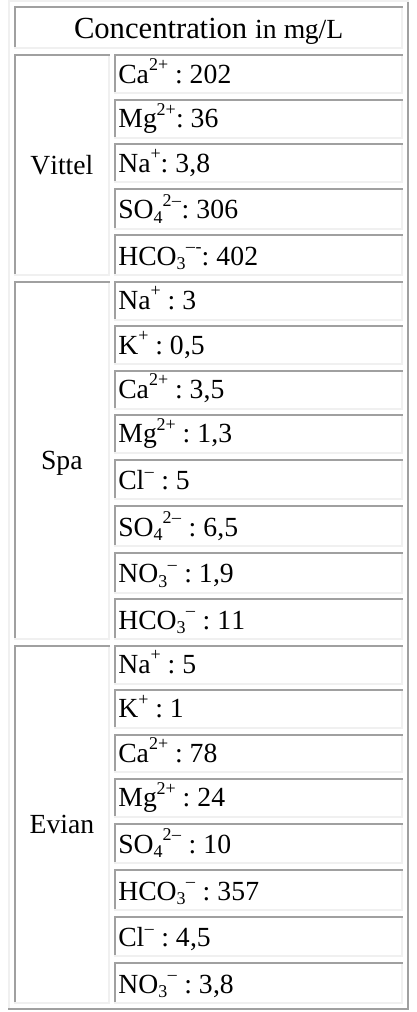 Concentration in mg/L
Vittel
Ca²⁺ : 202
Mg²⁺: 36
Na⁺: 3,8
SO₄²⁻: 306
HCO₃⁻-: 402
Spa
Na⁺ : 3
K⁺ : 0,5
Ca²⁺ : 3,5
Mg²⁺ : 1,3
Cl⁻ : 5
SO₄²⁻ : 6,5
NO₃⁻ : 1,9
HCO₃⁻ : 11
Evian
Na⁺ : 5
K⁺ : 1
Ca²⁺ : 78
Mg²⁺ : 24
SO₄²⁻ : 10
HCO₃⁻ : 357
Cl⁻ : 4,5
NO₃⁻ : 3,8